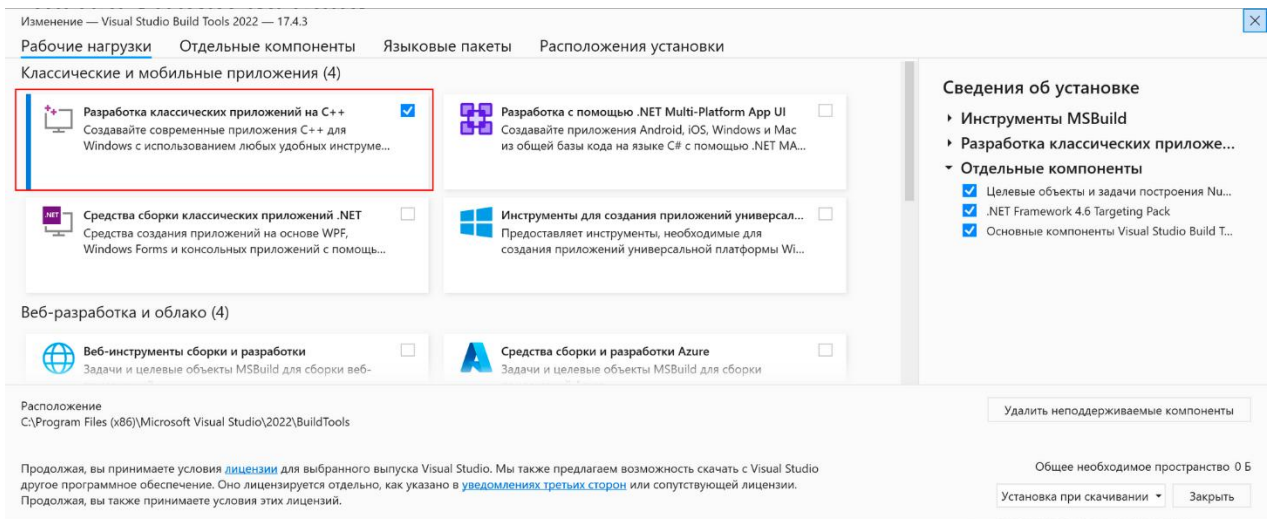 Изменение — Visual Studio Build Tools 2022 — 17.4.3
Рабочие нагрузки Отдельные компоненты Языковые пакеты Расположения установки
Классические и мобильные приложения (4)
Разработка классических приложений на C++
Создавайте современные приложения C++ для
Windows с использованием любых удобных инструме...
Разработка с помощью .NET Multi-Platform App UI
Создавайте приложения Android, iOS, Windows и Mac
из общей базы кода на языке C# с помощью .NET MA...
.NET
Средства сборки классических приложений .NET
Средства создания приложений на основе WPF,
Windows Forms и консольных приложений с помощь...
Инструменты для создания приложений универсал...
Предоставляет инструменты, необходимые для
создания приложений универсальной платформы Wi...
Веб-разработка и облако (4)
Веб-инструменты сборки и разработки
Задачи и целевые объекты MSBuild для сборки веб-
Средства сборки и разработки Azure
Задачи и целевые объекты MSBuild для сборки
Сведения об установке
Инструменты MSBuild
Разработка классических приложе...
Отдельные компоненты
Целевые объекты и задачи построения Nu...
.NET Framework 4.6 Targeting Pack
Основные компоненты Visual Studio Build T...
Расположение
C:\Program Files (x86)\Microsoft Visual Studio\2022\BuildTools
Удалить неподдерживаемые компоненты
Продолжая, вы принимаете условия лицензии для выбранного выпуска Visual Studio. Мы также предлагаем возможность скачать с Visual Studio
другое программное обеспечение. Оно лицензируется отдельно, как указано в уведомлениях третьих сторон или сопутствующей лицензии.
Продолжая, вы также принимаете условия этих лицензий.
Общее необходимое пространство 0 Б
Установка при скачивании
Закрыть